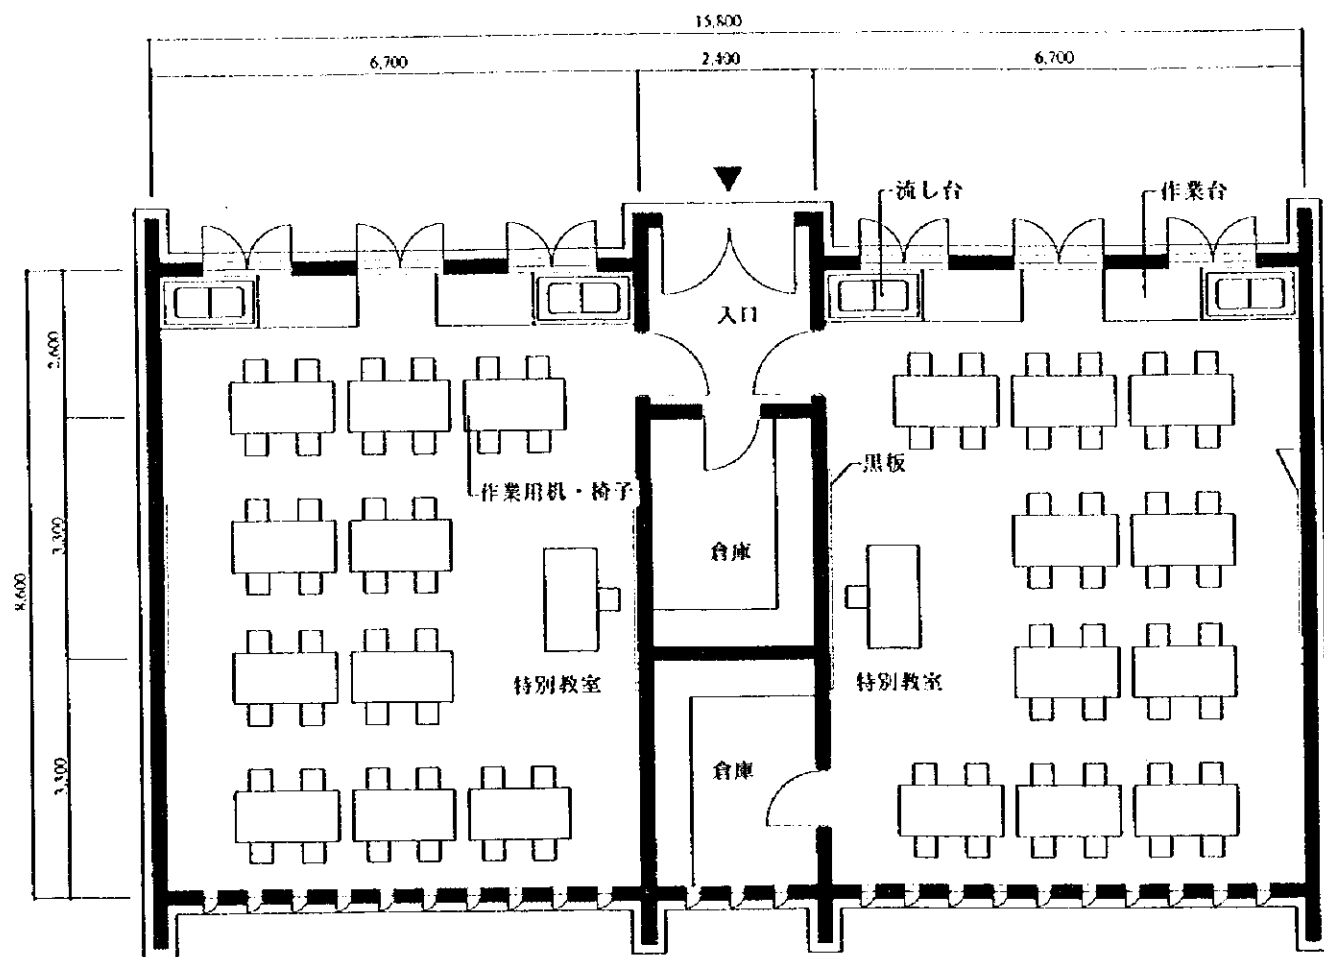 15,800
6,700
2,400
6,700
流し台
作業台
入口
2,600
黒板
作業用机・椅子
3,300
倉庫
8,600
特別教室
特別教室
倉庫
3,300